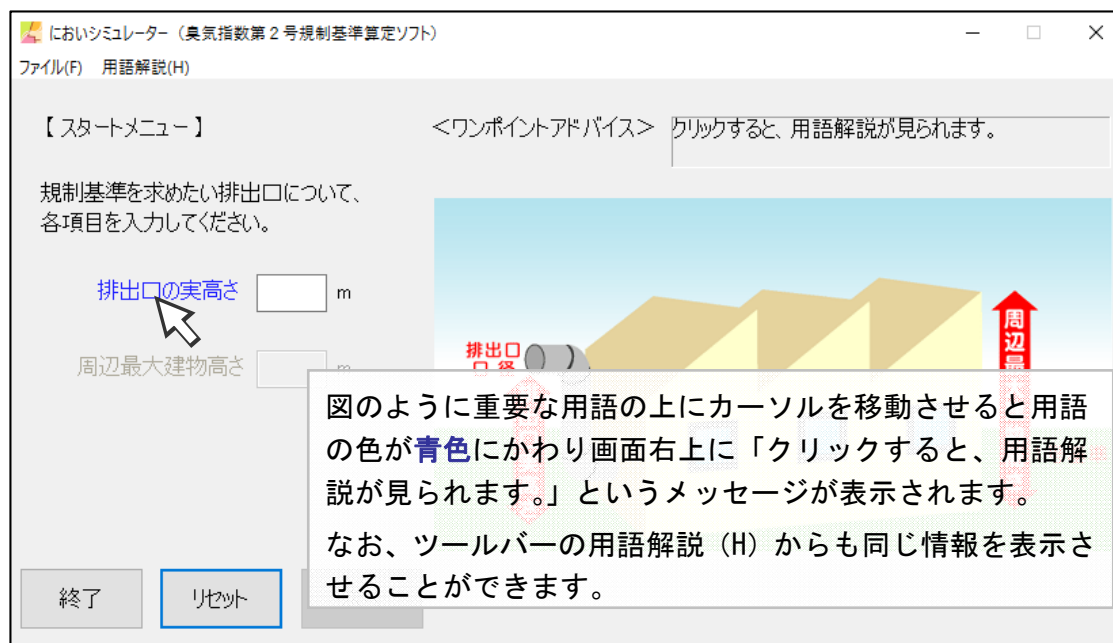 においシミュレーター（臭気指数第２号規制基準算定ソフト）
ファイル(F) 用語解説(H)
【 スタートメニュー 】
＜ワンポイントアドバイス＞ クリックすると、用語解説が見られます。
規制基準を求めたい排出口について、
各項目を入力してください。
排出口の実高さ m
周辺最大建物高さ m
排出口
口径
周辺最
図のように重要な用語の上にカーソルを移動させると用語
の色が青色にかわり画面右上に「クリックすると、用語解
説が見られます。」というメッセージが表示されます。
なお、ツールバーの用語解説（H）からも同じ情報を表示さ
せることができます。
終了 リセット